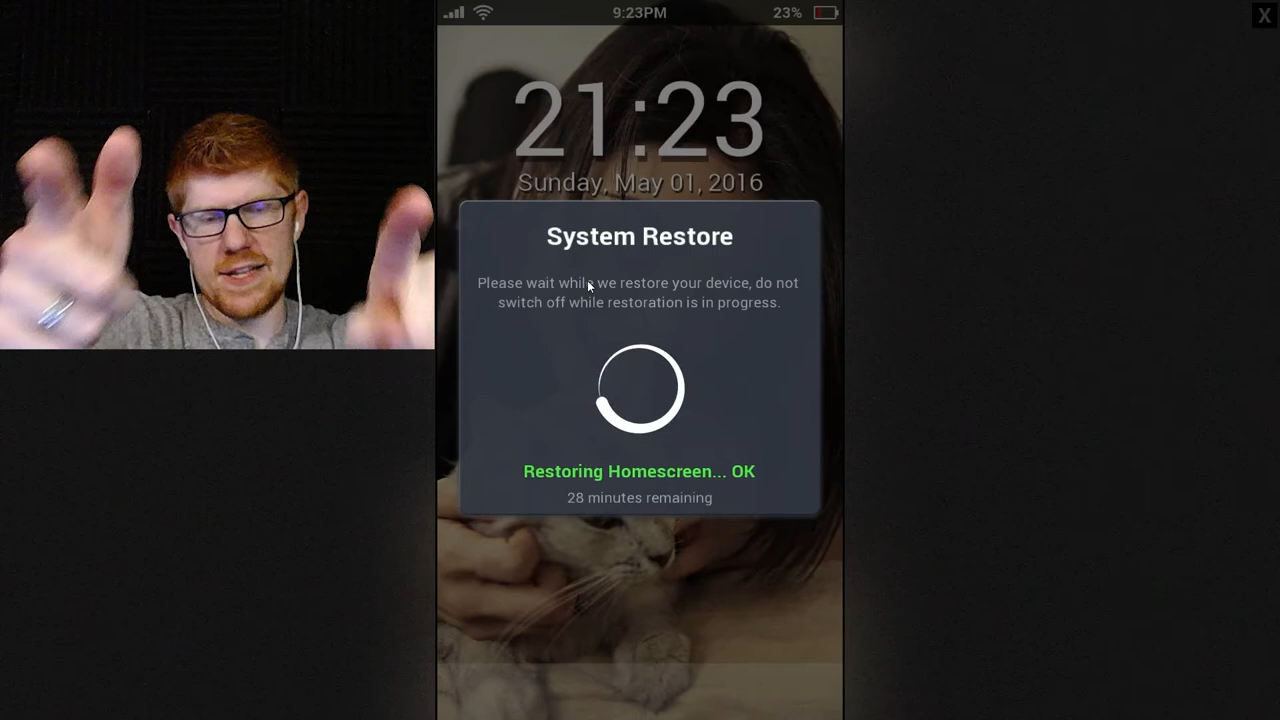 9:23PM
23%
X
21:23
Sunday, May 01, 2016
System Restore
Please wait while we restore your device, do not
switch off while restoration is in progress.
Restoring Homescreen... OK
28 minutes remaining